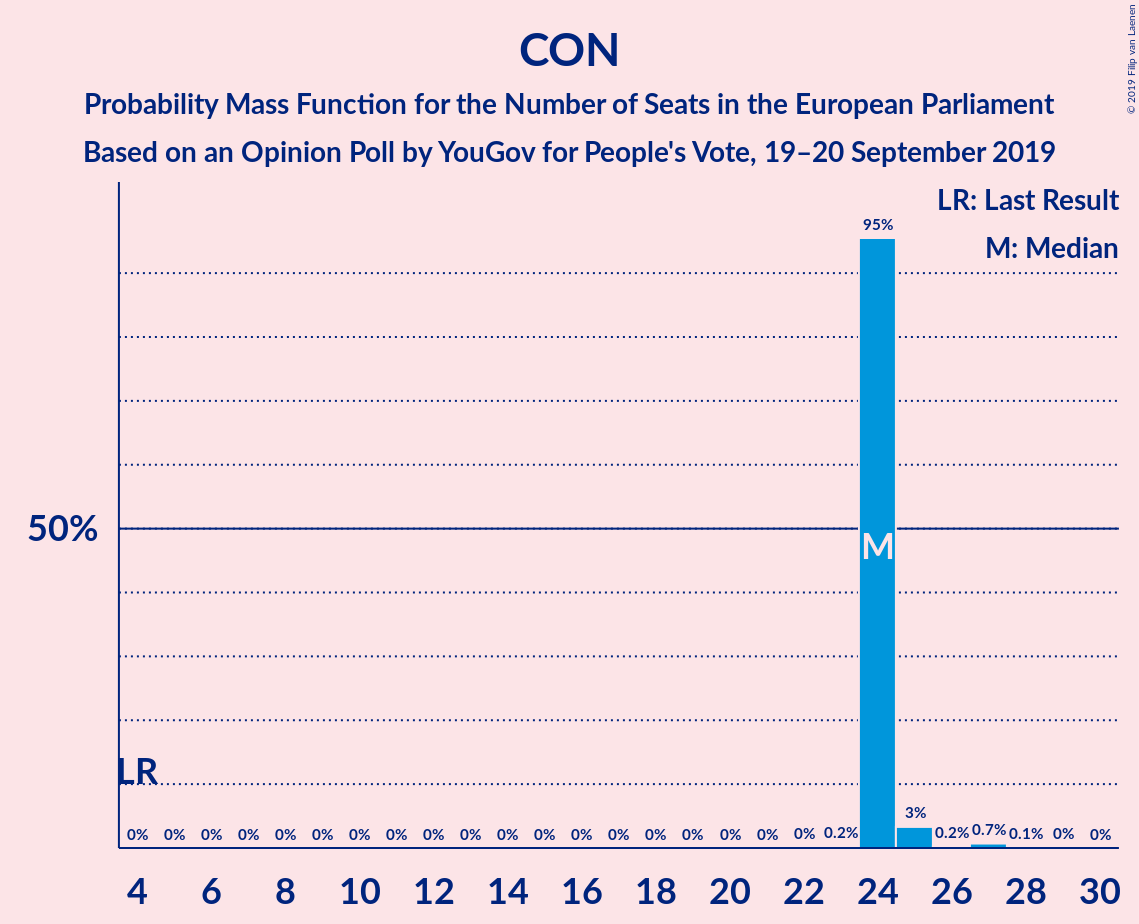 CON
Probability Mass Function for the Number of Seats in the European Parliament
Based on an Opinion Poll by YouGov for People's Vote, 19–20 September 2019
© 2019 Filip van Laenen
LR: Last Result
M: Median
95%
50%
M
LR
0% 0% 0% 0% 0% 0% 0% 0% 0% 0% 0% 0% 0% 0% 0% 0% 0% 0% 0% 0.2% 3% 0.2% 0.7% 0.1% 0% 0%
4 6 8 10 12 14 16 18 20 22 24 26 28 30